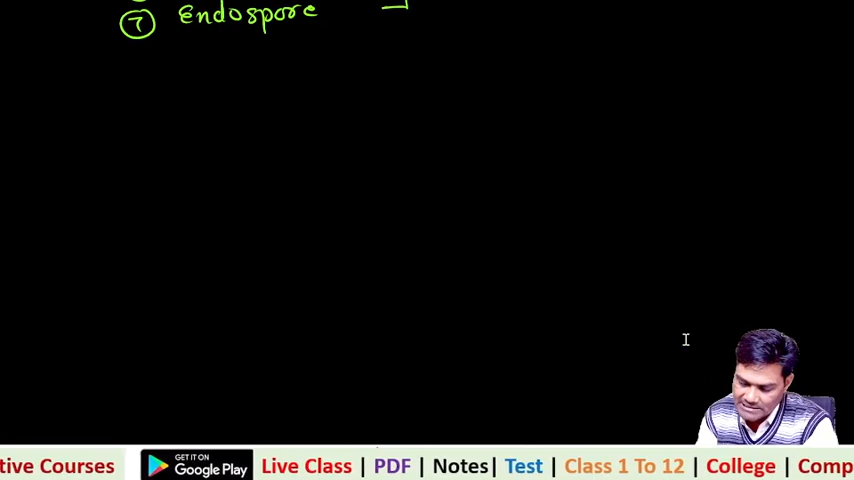 7 Endospore
tive Courses GET IT ON Google Play Live Class | PDF | Notes| Test | Class 1 To 12 | College | Comp